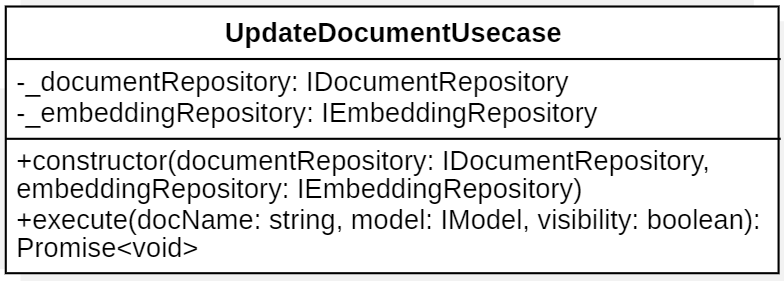 UpdateDocumentUsecase
-_documentRepository: IDocumentRepository
-_embeddingRepository: IEmbeddingRepository
+constructor(documentRepository: IDocumentRepository,
embeddingRepository: IEmbeddingRepository)
+execute(docName: string, model: IModel, visibility: boolean):
Promise<void>